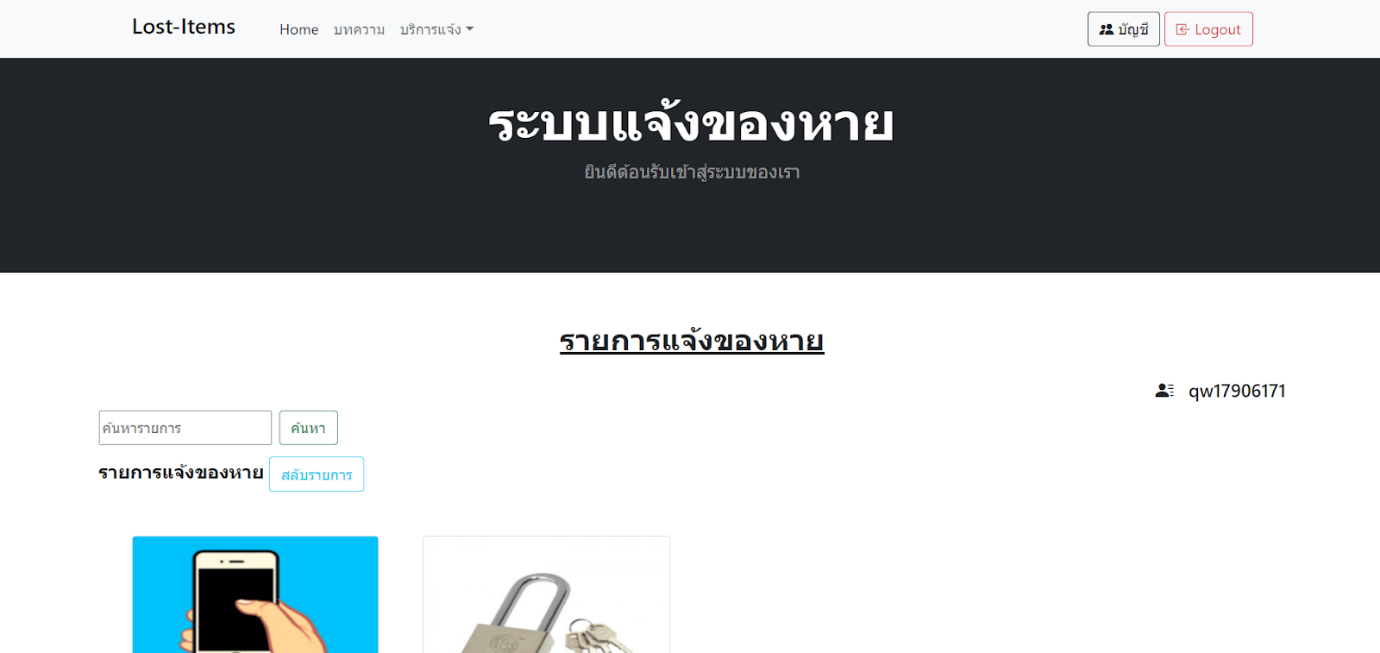 Lost-Items Home บทความ บริการแจ้ง บัญชี Logout
ระบบแจ้งของหาย
ยินดีต้อนรับเข้าสู่ระบบของเรา
รายการแจ้งของหาย
qw17906171
ค้นหารายการ ค้นหา
รายการแจ้งของหาย สลับรายการ